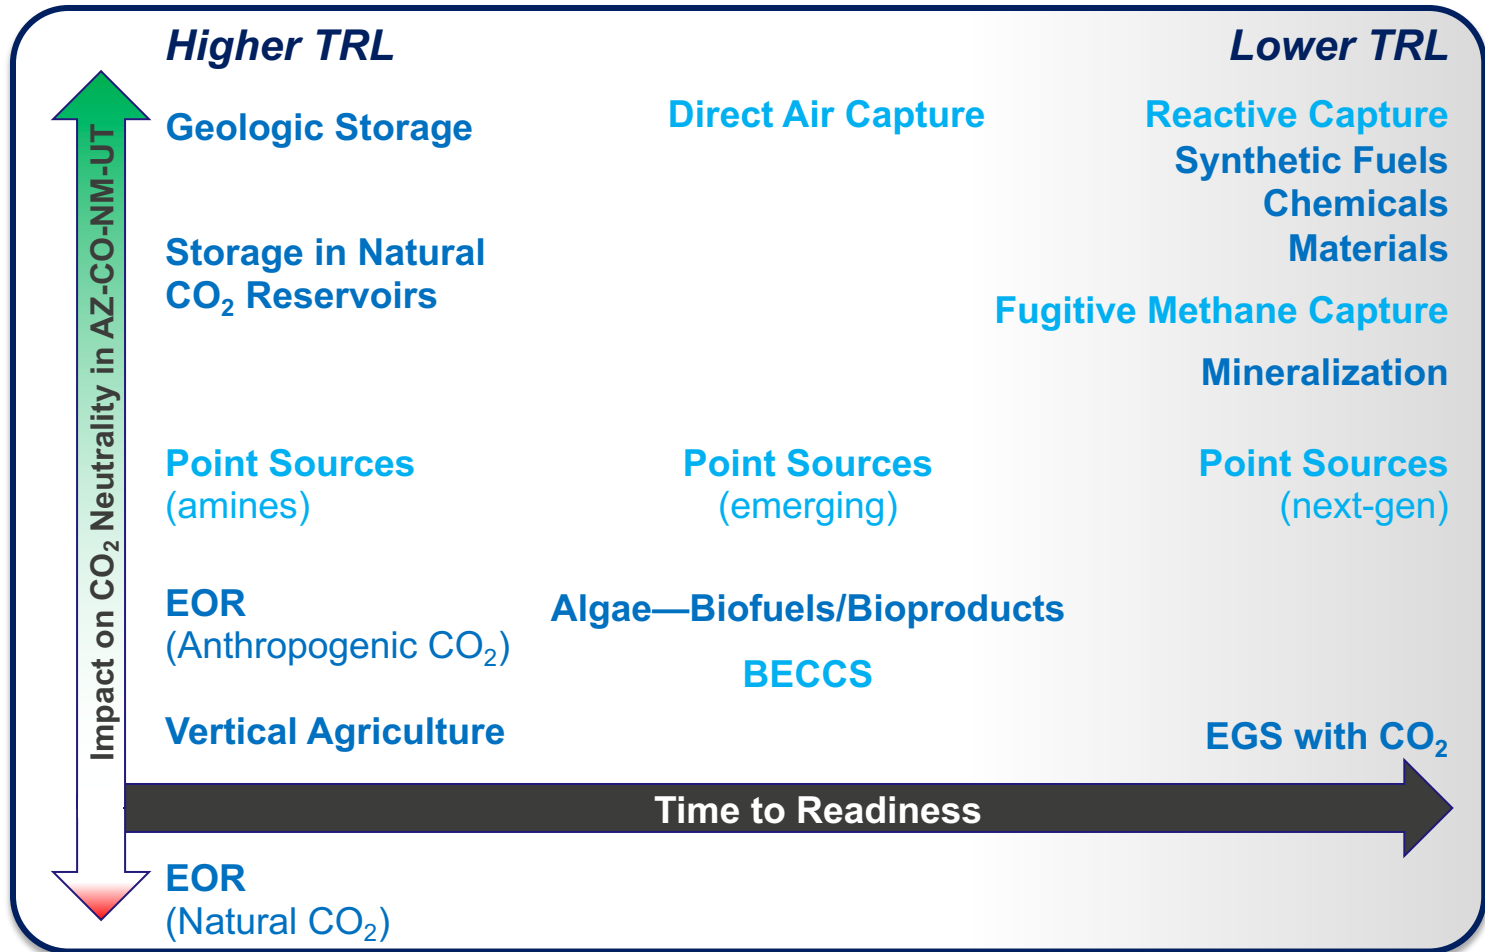 Higher TRL
Lower TRL
Impact on CO₂ Neutrality in AZ-CO-NM-UT
Geologic Storage
Direct Air Capture
Reactive Capture
Synthetic Fuels
Chemicals
Materials
Storage in Natural
CO₂ Reservoirs
Fugitive Methane Capture
Mineralization
Point Sources
(amines)
Point Sources
(emerging)
Point Sources
(next-gen)
EOR
(Anthropogenic CO₂)
Algae—Biofuels/Bioproducts
BECCS
Vertical Agriculture
EGS with CO₂
Time to Readiness
EOR
(Natural CO₂)